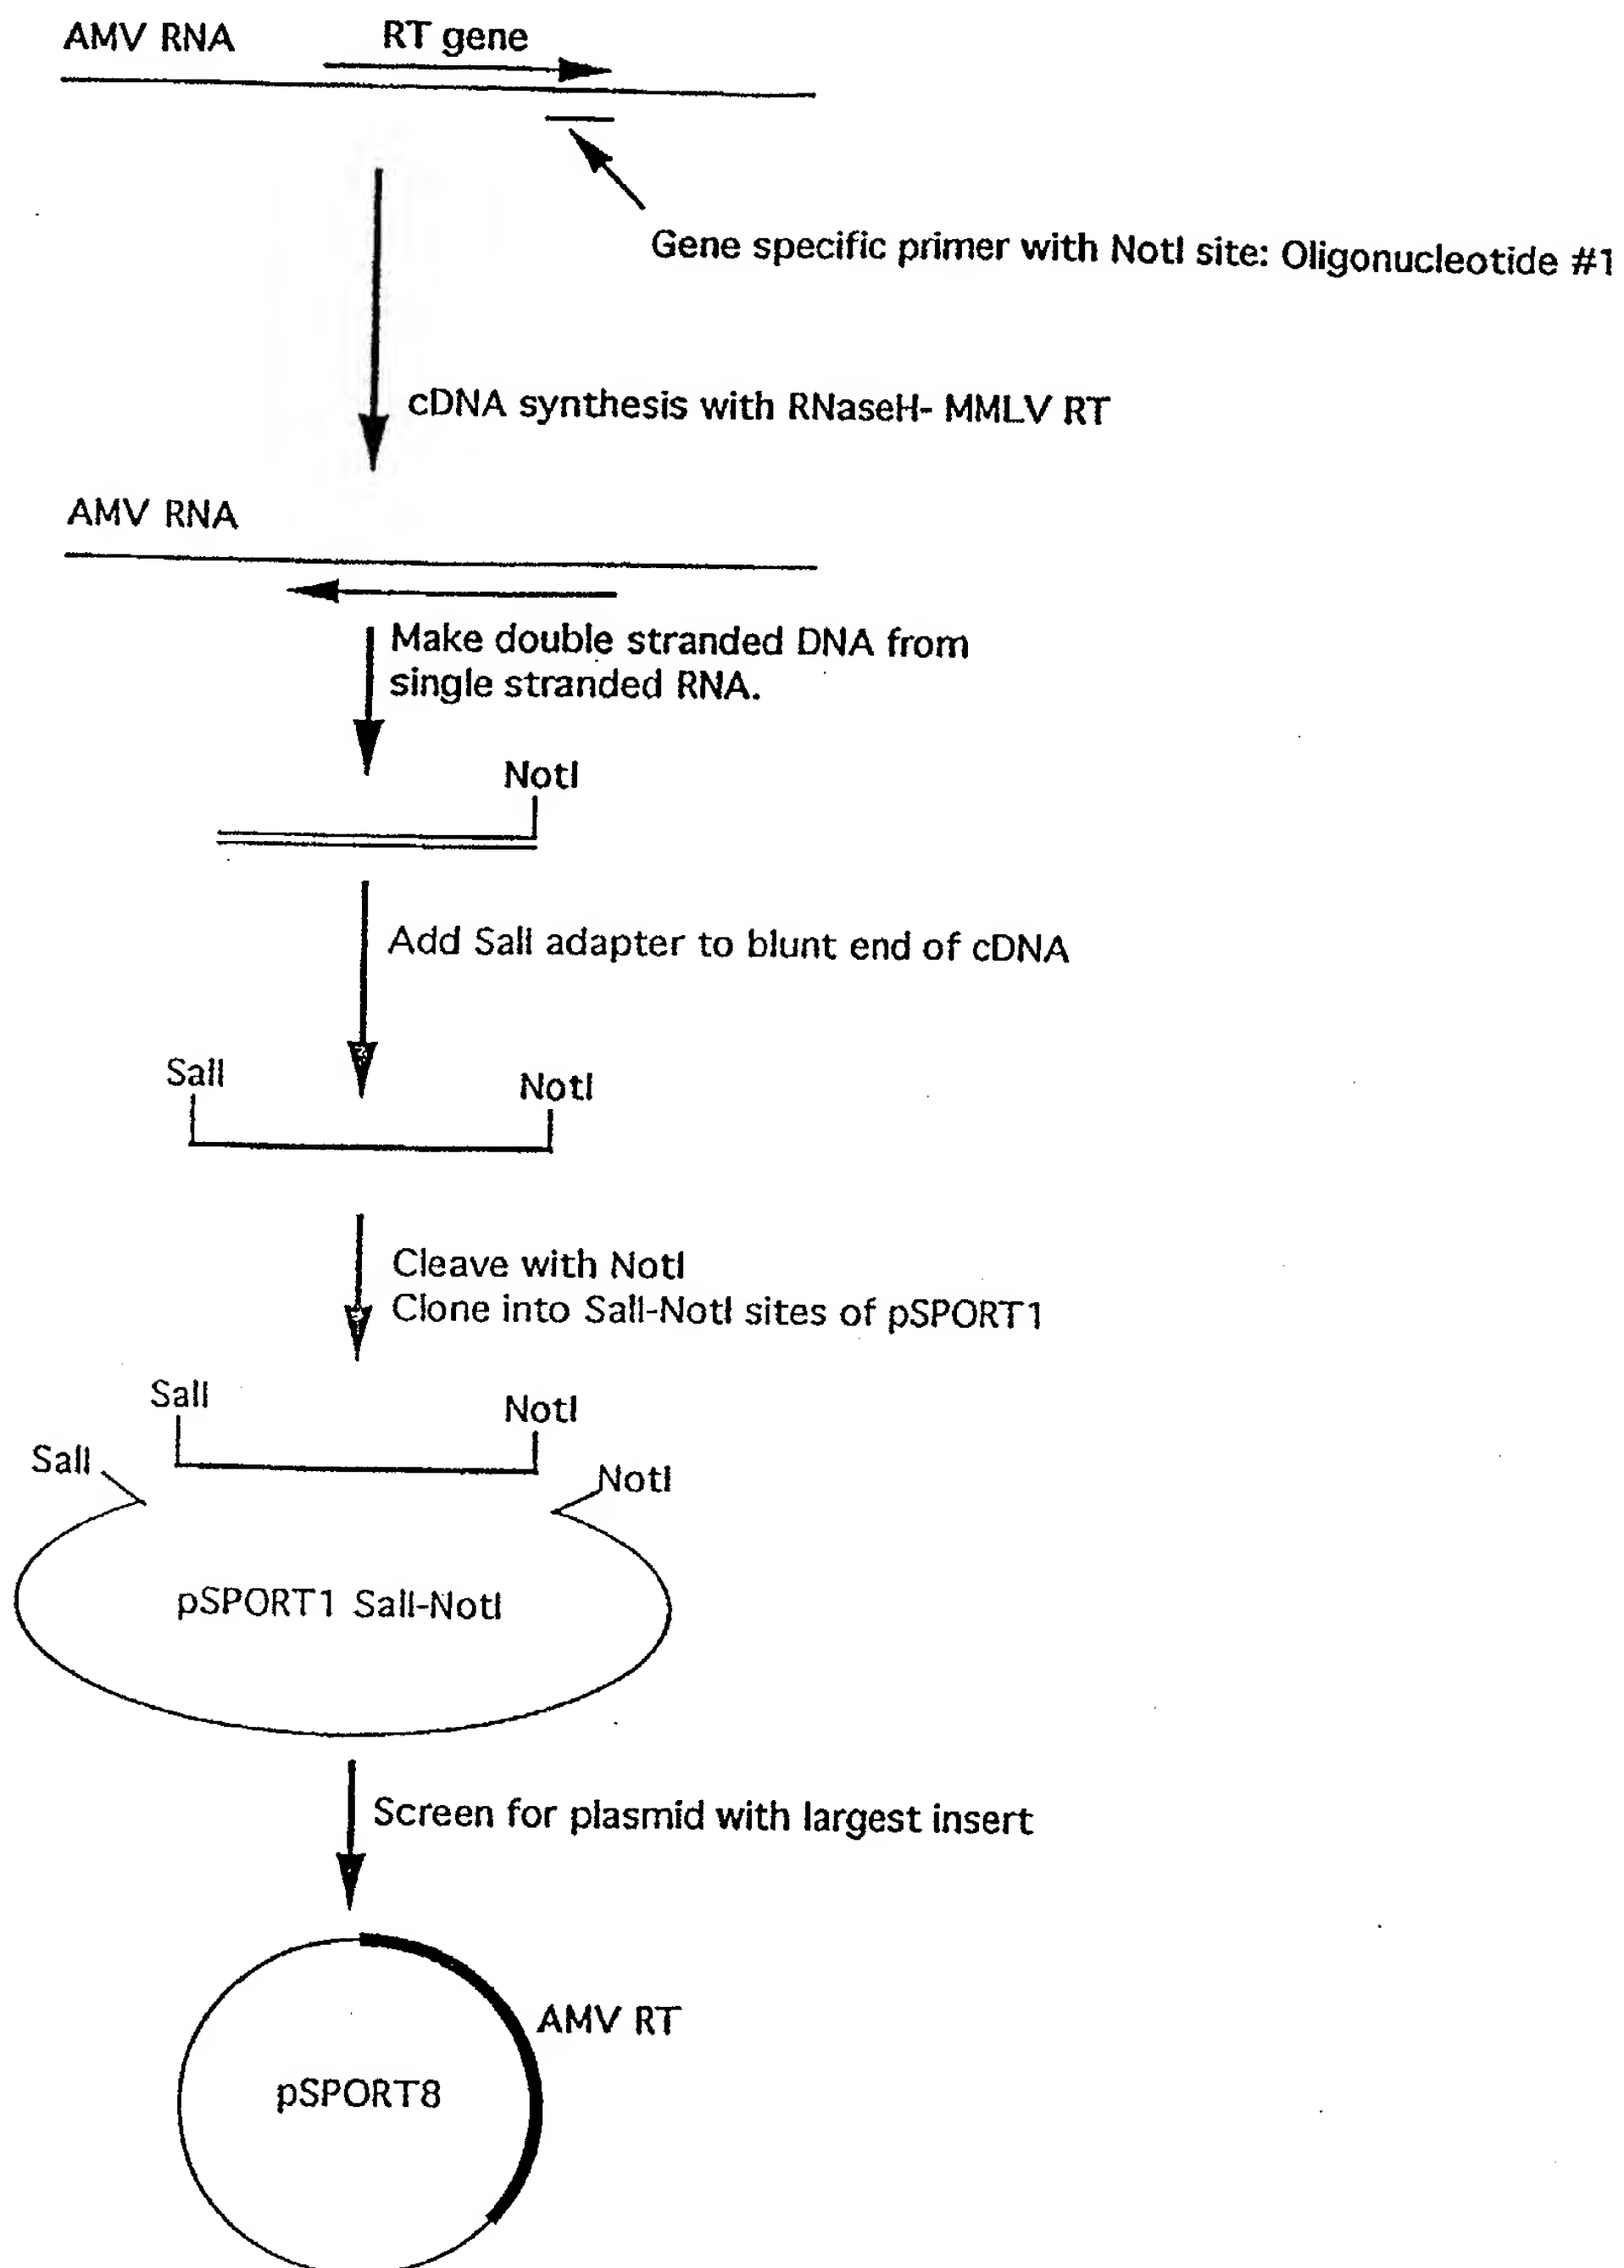 AMV RNA
RT gene
Gene specific primer with NotI site: Oligonucleotide #1
cDNA synthesis with RNaseH- MMLV RT
AMV RNA
Make double stranded DNA from
single stranded RNA.
NotI
Add SalI adapter to blunt end of cDNA
SalI
NotI
Cleave with NotI
Clone into SalI-NotI sites of pSPORT1
SalI
NotI
SalI
NotI
pSPORT1 SalI-NotI
Screen for plasmid with largest insert
AMV RT
pSPORT8